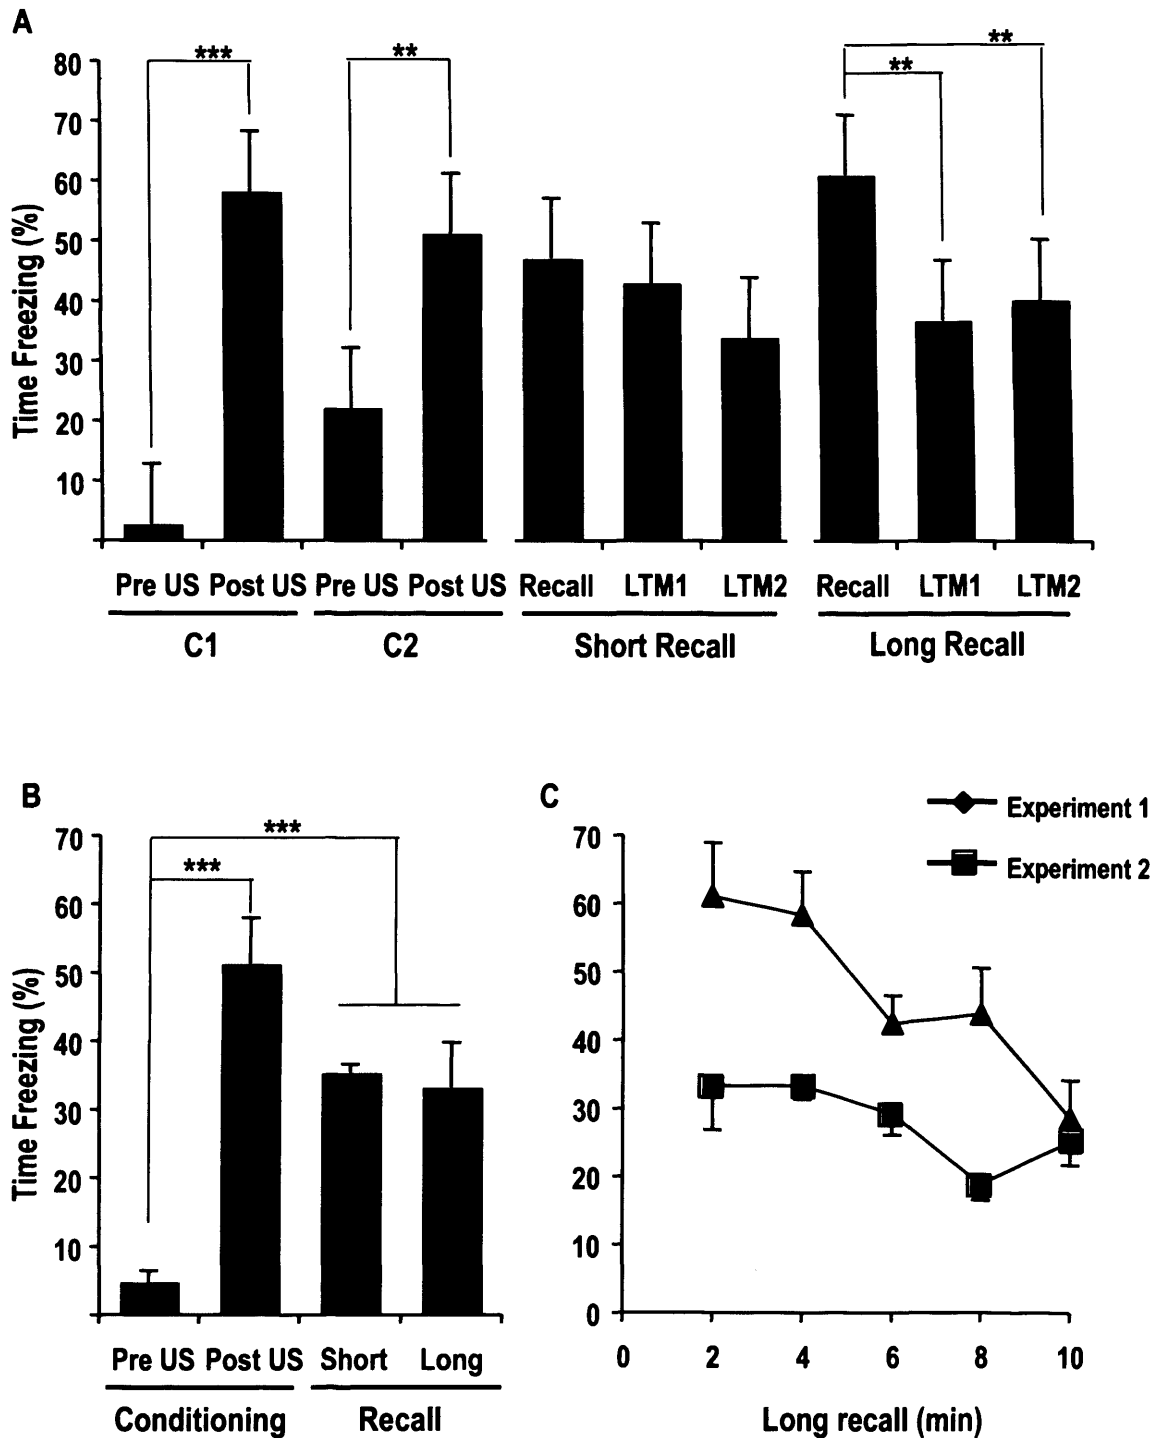 A
*** ** ** **
80
70
60
50
40
30
20
10
Time Freezing (%)
Pre US Post US Pre US Post US Recall LTM1 LTM2 Recall LTM1 LTM2
C1 C2 Short Recall Long Recall
B
***
***
70
60
50
40
30
20
10
Time Freezing (%)
Pre US Post US Short Long
Conditioning Recall
C
Experiment 1
Experiment 2
70
60
50
40
30
20
10
0
0 2 4 6 8 10
Long recall (min)